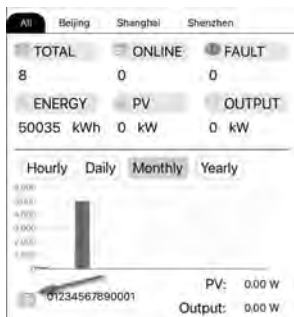 All Beijing Shanghai Shenzhen
TOTAL ONLINE FAULT
8 0 0
ENERGY PV OUTPUT
50035 kWh 0 kW 0 kW
Hourly Daily Monthly Yearly
01234567890001
PV: 0.00 W
Output: 0.00 W